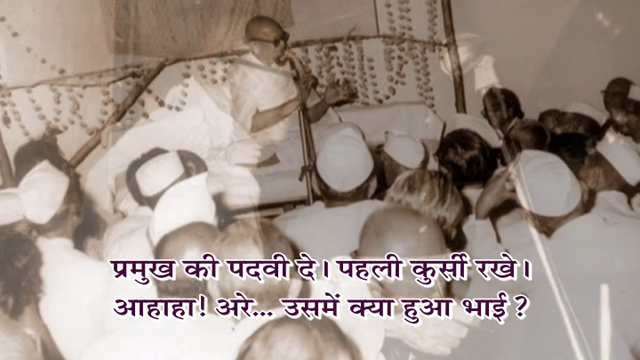 प्रमुख की पदवी दे। पहली कुर्सी रखे।
आहाहा! अरे... उसमें क्या हुआ भाई ?